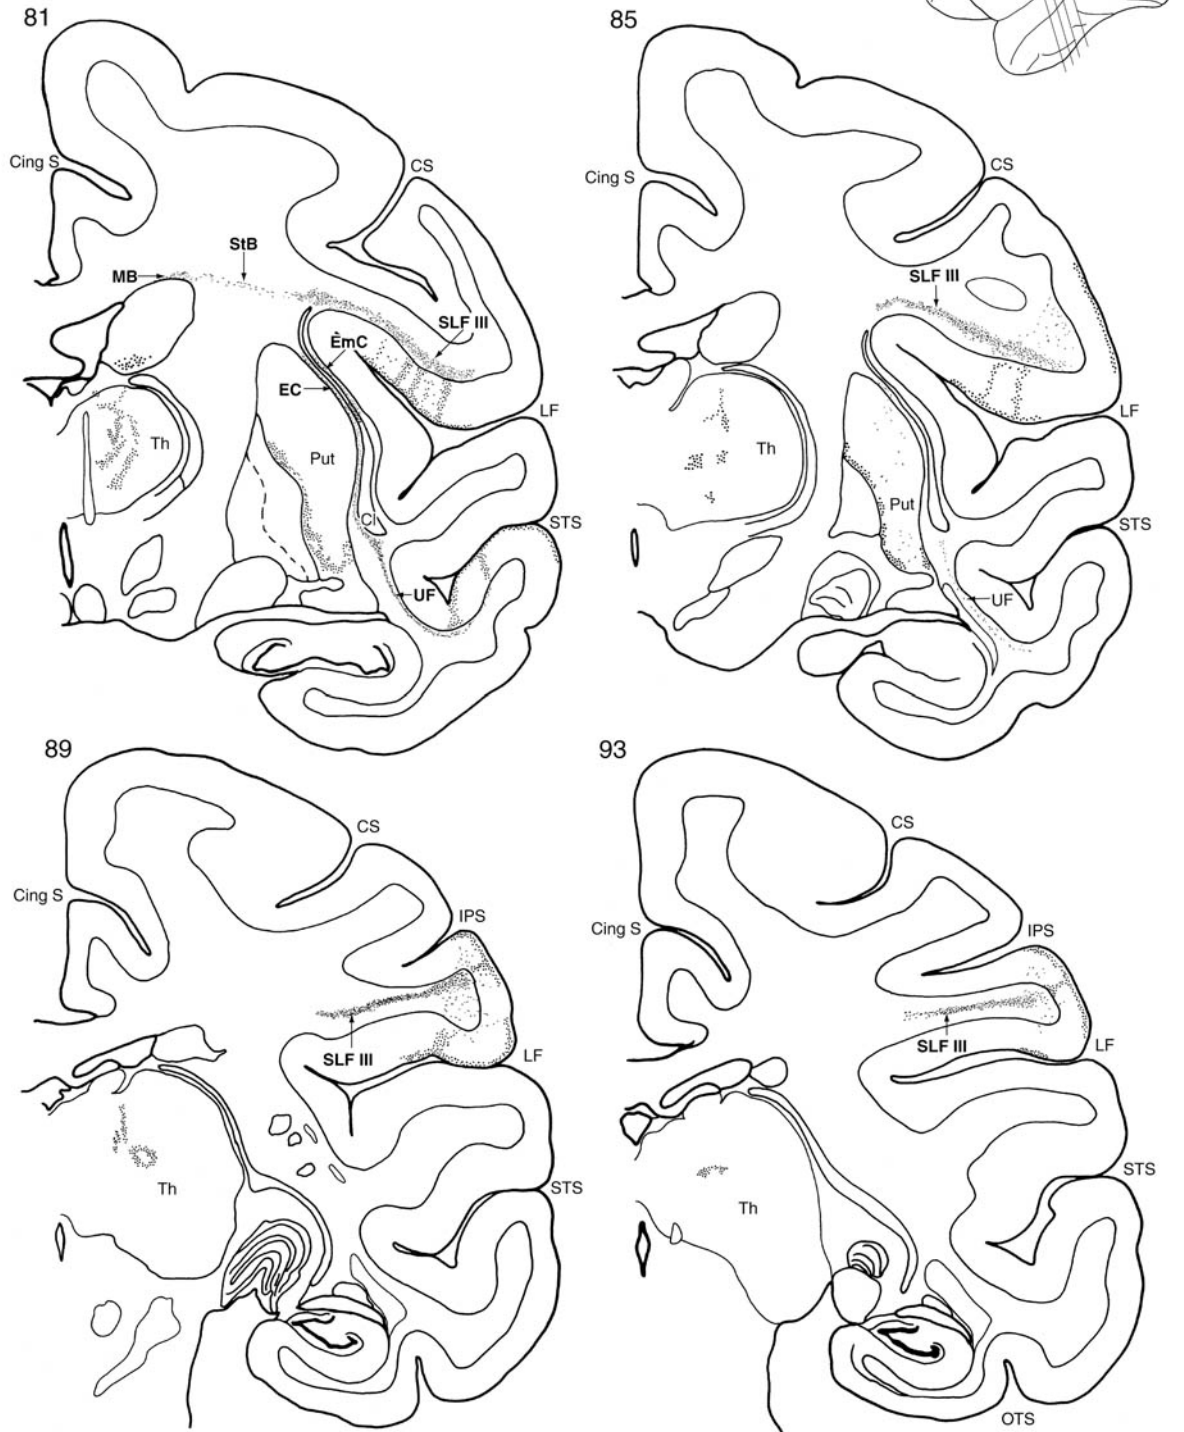 81
85
Cing S
CS
StB
MB
SLF III
EmC
EC
LF
Th
Put
Cl
STS
UF
Cing S
CS
SLF III
LF
Th
Put
STS
UF
89
93
CS
Cing S
IPS
SLF III
LF
Th
STS
CS
Cing S
IPS
SLF III
LF
Th
STS
OTS